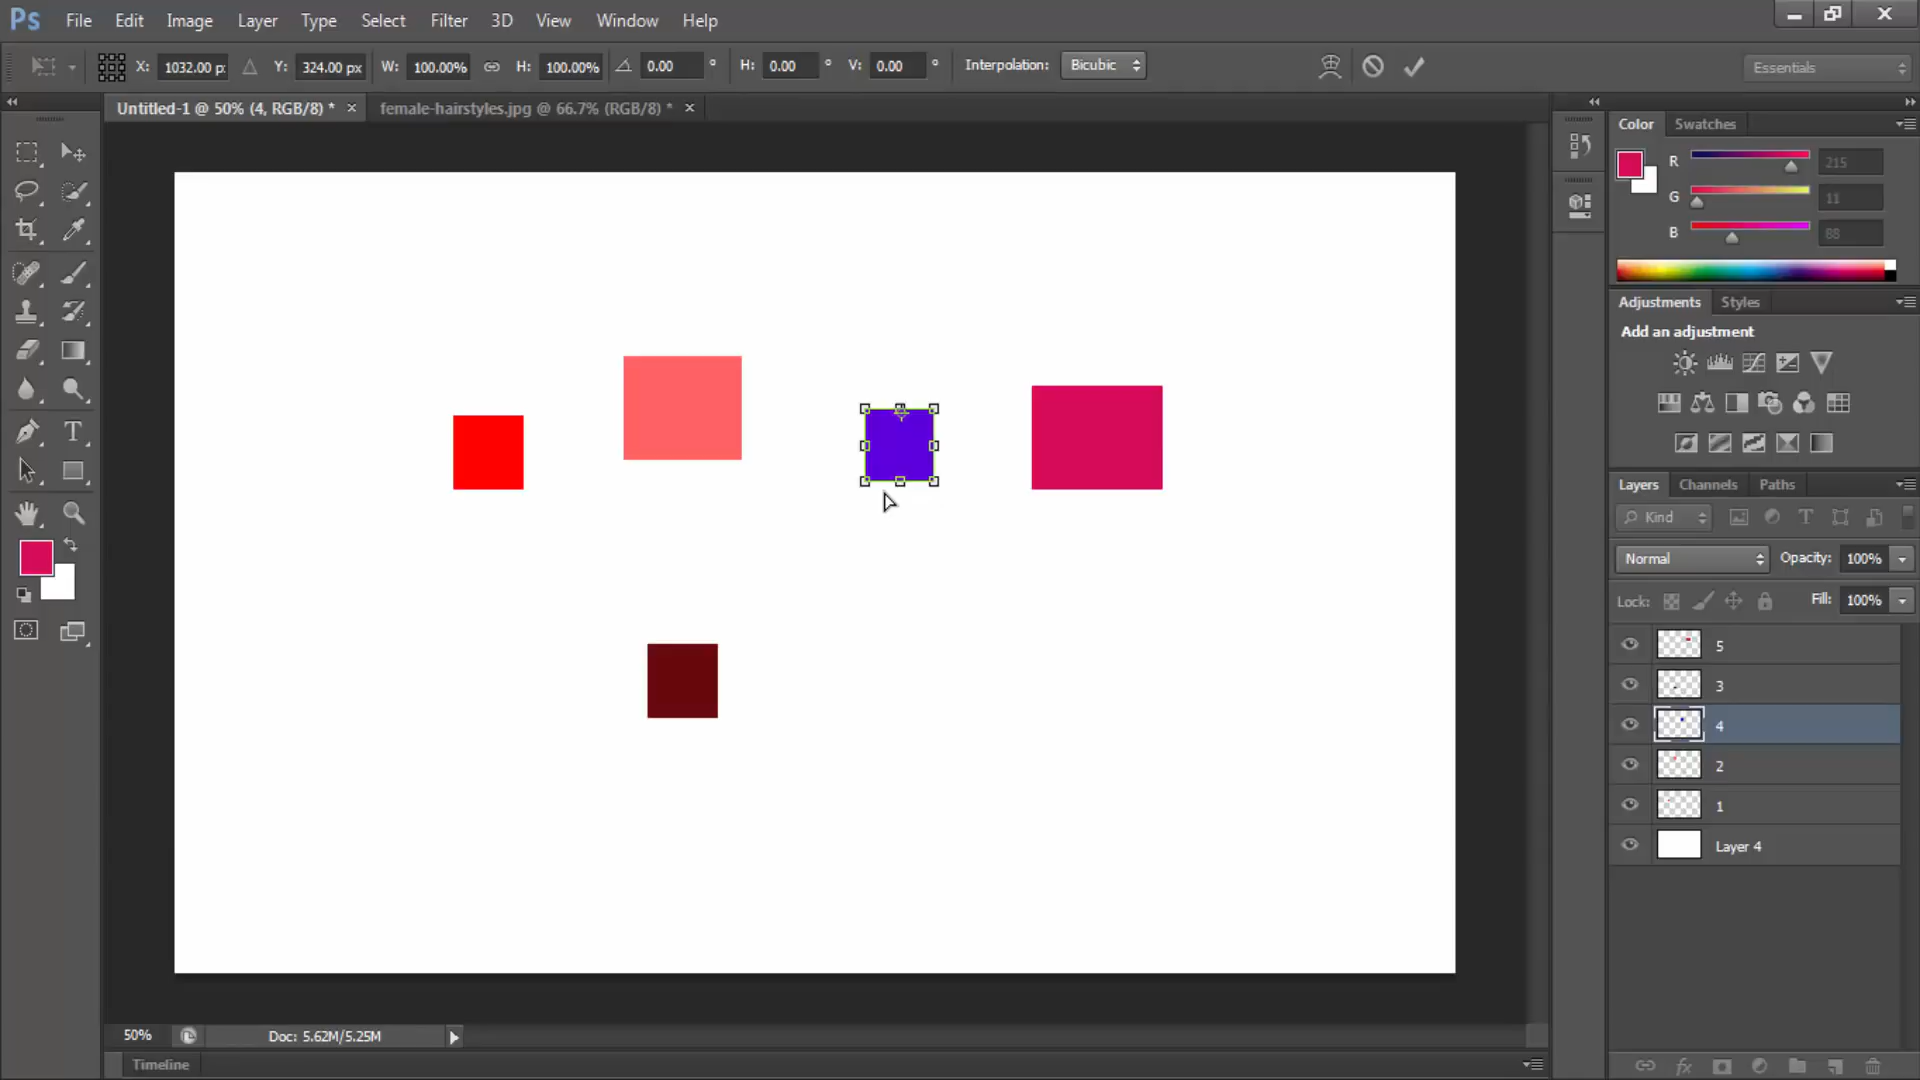 Ps File Edit Image Layer Type Select Filter 3D View Window Help
X: 1032.00 p Y: 324.00 px W: 100.00% H: 100.00% 0.00 ° H: 0.00 ° V: 0.00 ° Interpolation: Bicubic Essentials
Untitled-1 @ 50% (4, RGB/8) * × female-hairstyles.jpg @ 66.7% (RGB/8) * ×
Color Swatches
R 215
G 11
B 88
Adjustments Styles
Add an adjustment
Layers Channels Paths
Kind
Normal Opacity: 100%
Lock: Fill: 100%
5
3
4
2
1
Layer 4
50% Doc: 5.62M/5.25M
Timeline